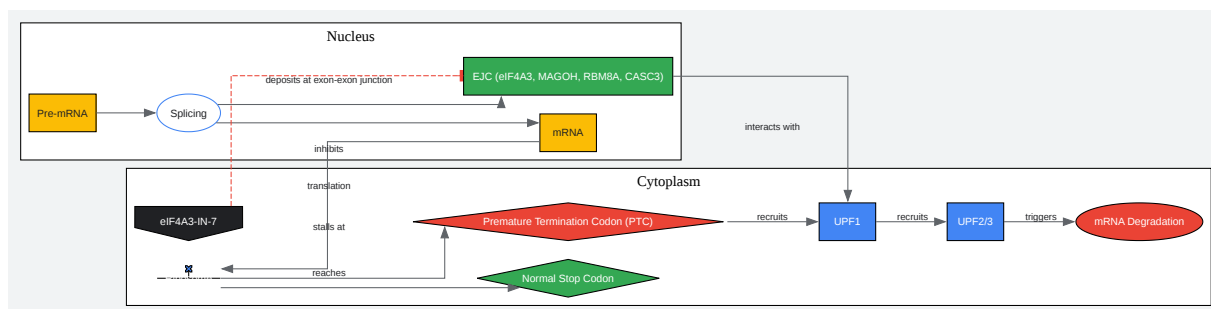 Nucleus
deposits at exon-exon junction
EJC (eIF4A3, MAGOH, RBM8A, CASC3)
Pre-mRNA
Splicing
mRNA
interacts with
inhibits
Cytoplasm
translation
eIF4A3-IN-7
stalls at
Premature Termination Codon (PTC)
recruits
UPF1
recruits
UPF2/3
triggers
mRNA Degradation
reaches
Normal Stop Codon